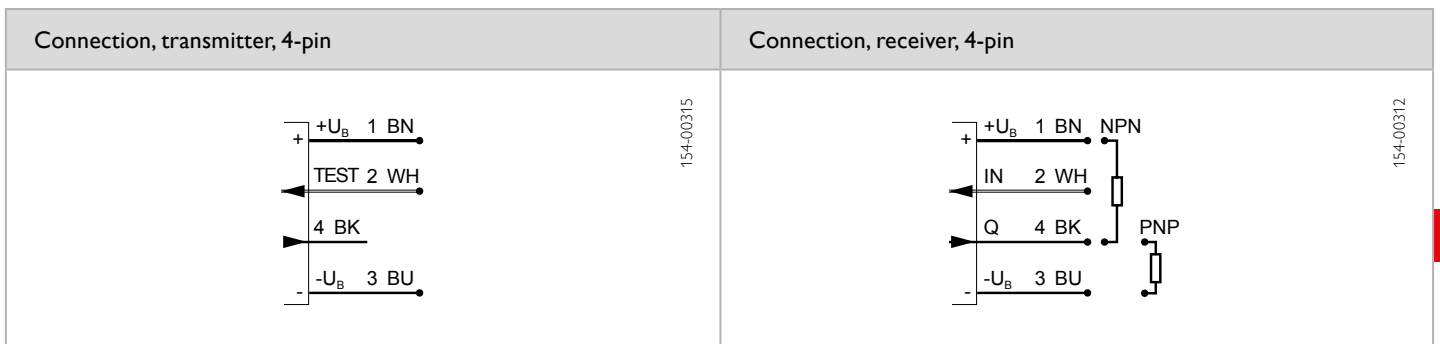 Connection, transmitter, 4-pin
+ +U_B 1 BN
TEST 2 WH
4 BK
- -U_B 3 BU
154-00315
Connection, receiver, 4-pin
+ +U_B 1 BN NPN
IN 2 WH
Q 4 BK PNP
- -U_B 3 BU
154-00312